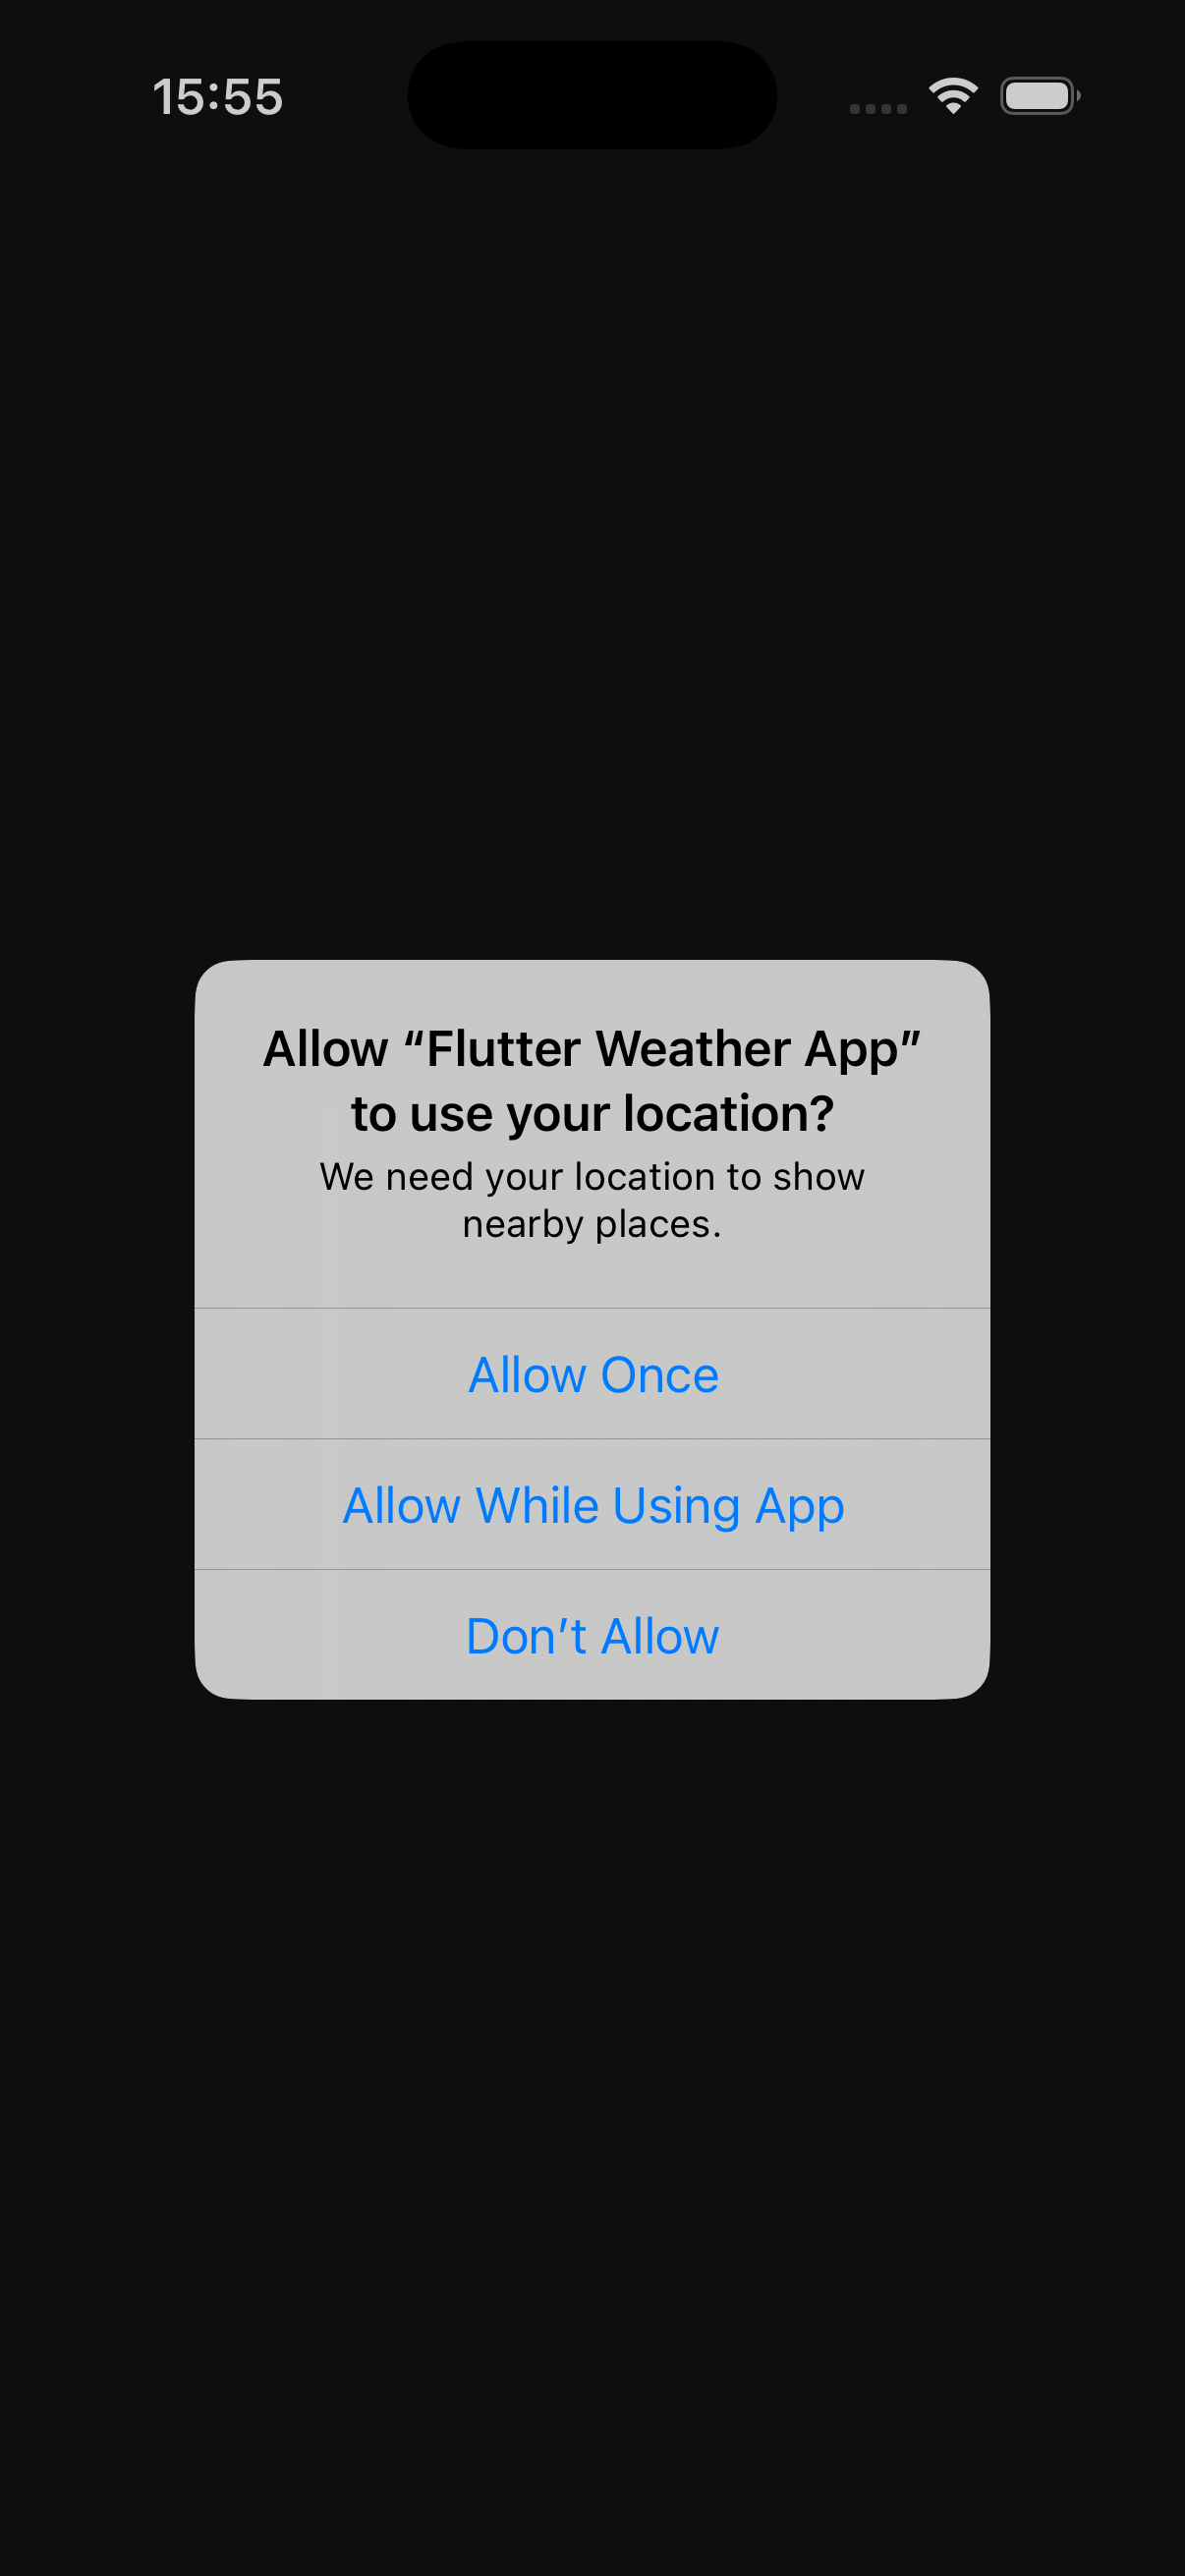 15:55
Allow “Flutter Weather App”
to use your location?
We need your location to show
nearby places.
Allow Once
Allow While Using App
Don’t Allow